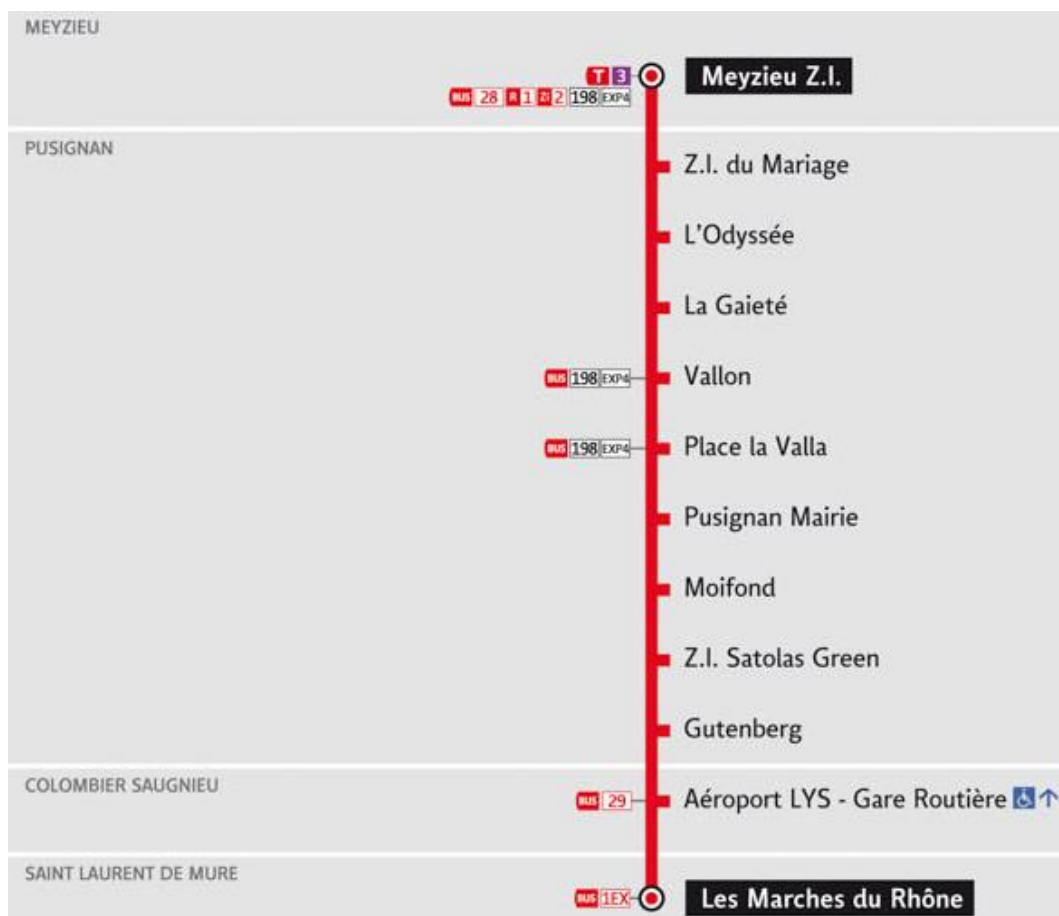 MEYZIEU
T 3
Meyzieu Z.I.
BUS 28 R 1 ZI 2 198 EXP4
PUSIGNAN
Z.I. du Mariage
L'Odyssée
La Gaieté
BUS 198 EXP4 Vallon
BUS 198 EXP4 Place la Valla
Pusignan Mairie
Moifond
Z.I. Satolas Green
Gutenberg
COLOMBIER SAUGNIEU
BUS 29 Aéroport LYS - Gare Routière
SAINT LAURENT DE MURE
BUS 1EX Les Marches du Rhône